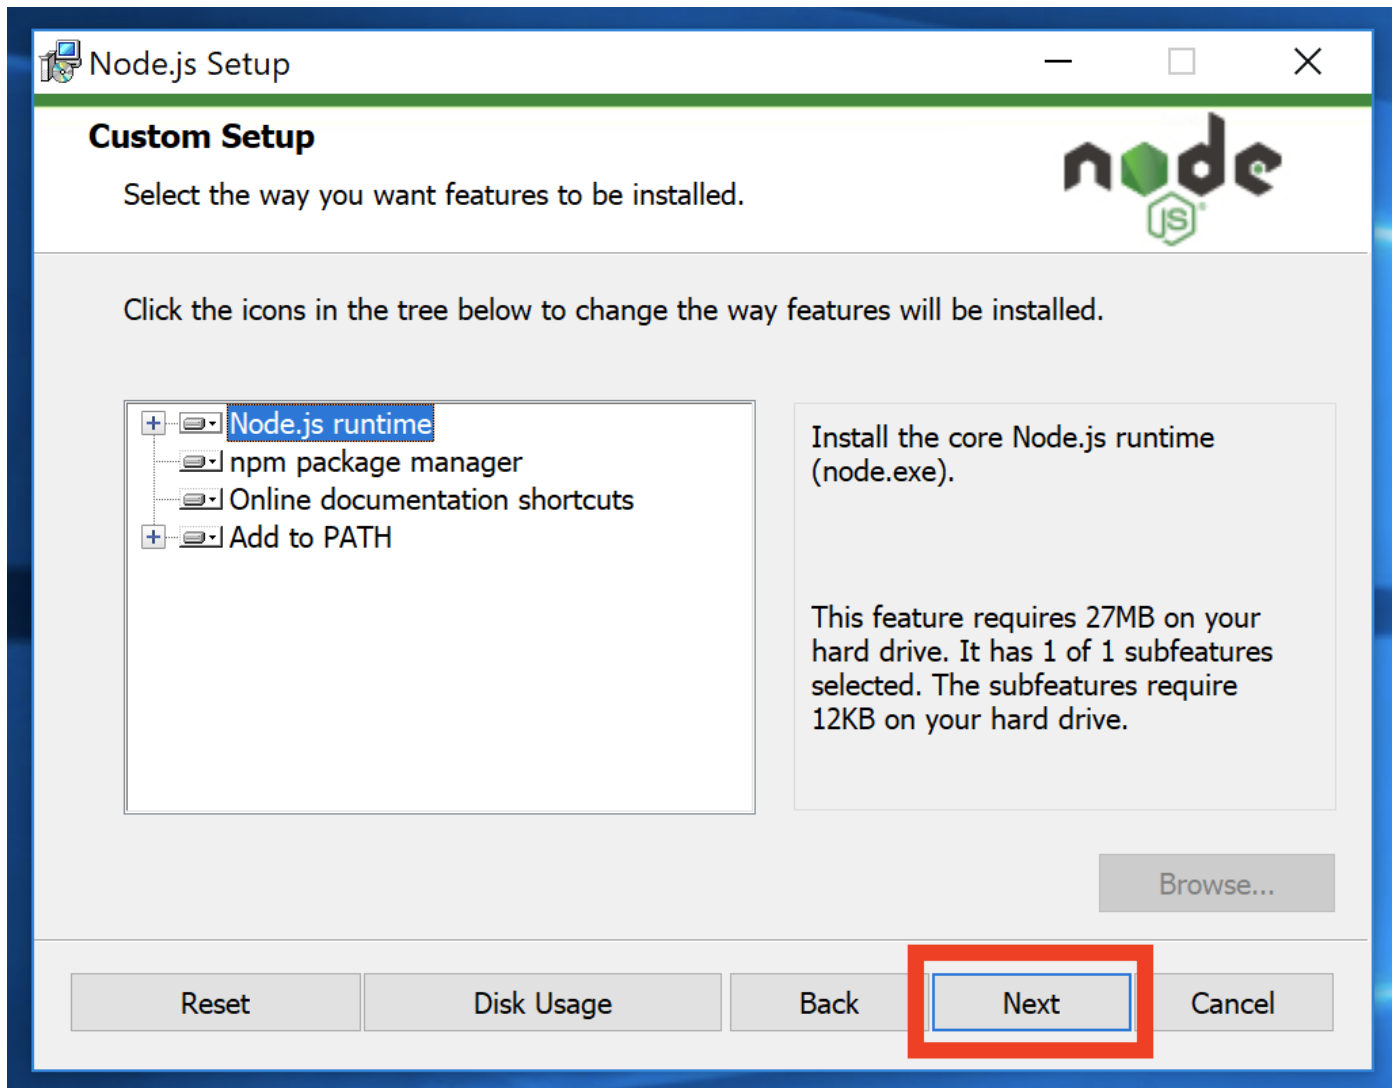 Node.js Setup
Custom Setup
Select the way you want features to be installed.
node
JS
Click the icons in the tree below to change the way features will be installed.
Node.js runtime
npm package manager
Online documentation shortcuts
Add to PATH
Install the core Node.js runtime
(node.exe).
This feature requires 27MB on your
hard drive. It has 1 of 1 subfeatures
selected. The subfeatures require
12KB on your hard drive.
Browse...
Reset
Disk Usage
Back
Next
Cancel